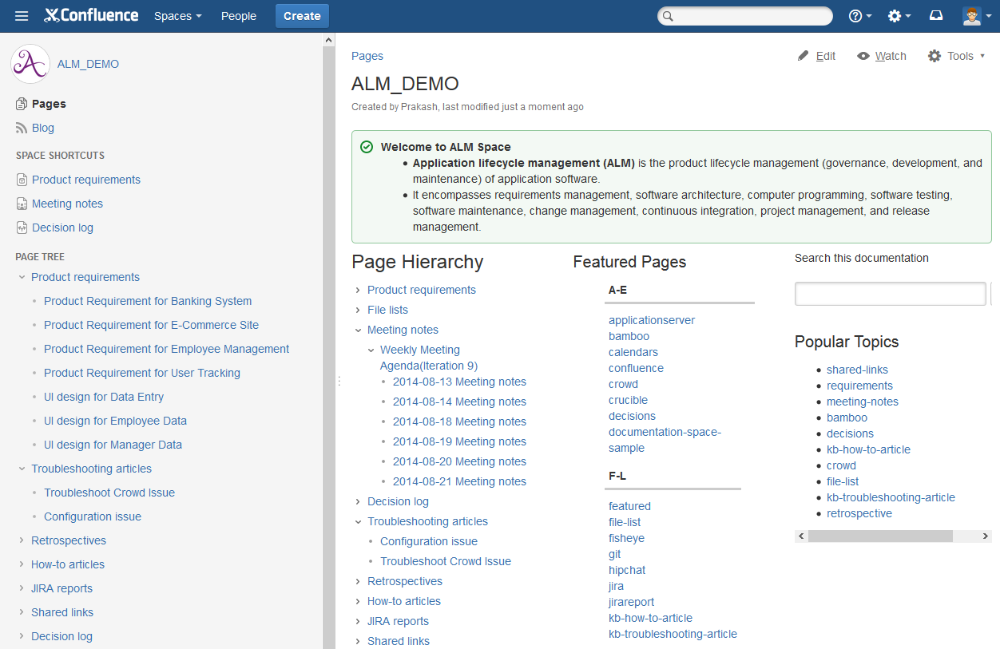 Confluence Spaces People Create
ALM_DEMO
Pages
Blog
SPACE SHORTCUTS
Product requirements
Meeting notes
Decision log
PAGE TREE
Product requirements
Product Requirement for Banking System
Product Requirement for E-Commerce Site
Product Requirement for Employee Management
Product Requirement for User Tracking
UI design for Data Entry
UI design for Employee Data
UI design for Manager Data
Troubleshooting articles
Troubleshoot Crowd Issue
Configuration issue
Retrospectives
How-to articles
JIRA reports
Shared links
Decision log
Pages
Edit Watch Tools
ALM_DEMO
Created by Prakash, last modified just a moment ago
Welcome to ALM Space
• Application lifecycle management (ALM) is the product lifecycle management (governance, development, and
maintenance) of application software.
• It encompasses requirements management, software architecture, computer programming, software testing,
software maintenance, change management, continuous integration, project management, and release
management.
Page Hierarchy
Product requirements
File lists
Meeting notes
Weekly Meeting
Agenda(Iteration 9)
2014-08-13 Meeting notes
2014-08-14 Meeting notes
2014-08-18 Meeting notes
2014-08-19 Meeting notes
2014-08-20 Meeting notes
2014-08-21 Meeting notes
Decision log
Troubleshooting articles
Configuration issue
Troubleshoot Crowd Issue
Retrospectives
How-to articles
JIRA reports
Shared links
Featured Pages
A-E
applicationserver
bamboo
calendars
confluence
crowd
crucible
decisions
documentation-space-
sample
F-L
featured
file-list
fisheye
git
hipchat
jira
jirareport
kb-how-to-article
kb-troubleshooting-article
Search this documentation
Popular Topics
• shared-links
• requirements
• meeting-notes
• bamboo
• decisions
• kb-how-to-article
• crowd
• file-list
• kb-troubleshooting-article
• retrospective